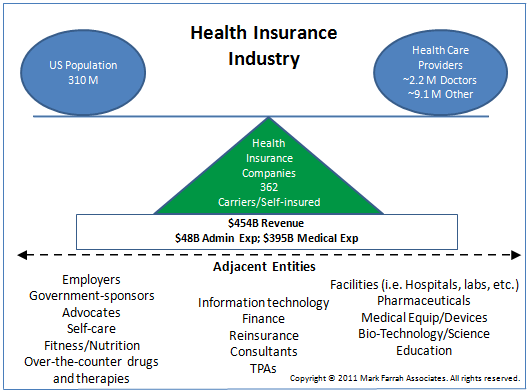 Health Insurance
Industry
US Population
310 M
Health Care
Providers
~2.2 M Doctors
~9.1 M Other
Health
Insurance
Companies
362
Carriers/Self-insured
$454B Revenue
$48B Admin Exp; $395B Medical Exp
Adjacent Entities
Employers
Government-sponsors
Advocates
Self-care
Fitness/Nutrition
Over-the-counter drugs
and therapies
Information technology
Finance
Reinsurance
Consultants
TPAs
Facilities (i.e. Hospitals, labs, etc.)
Pharmaceuticals
Medical Equip/Devices
Bio-Technology/Science
Education
Copyright © 2011 Mark Farrah Associates. All rights reserved.